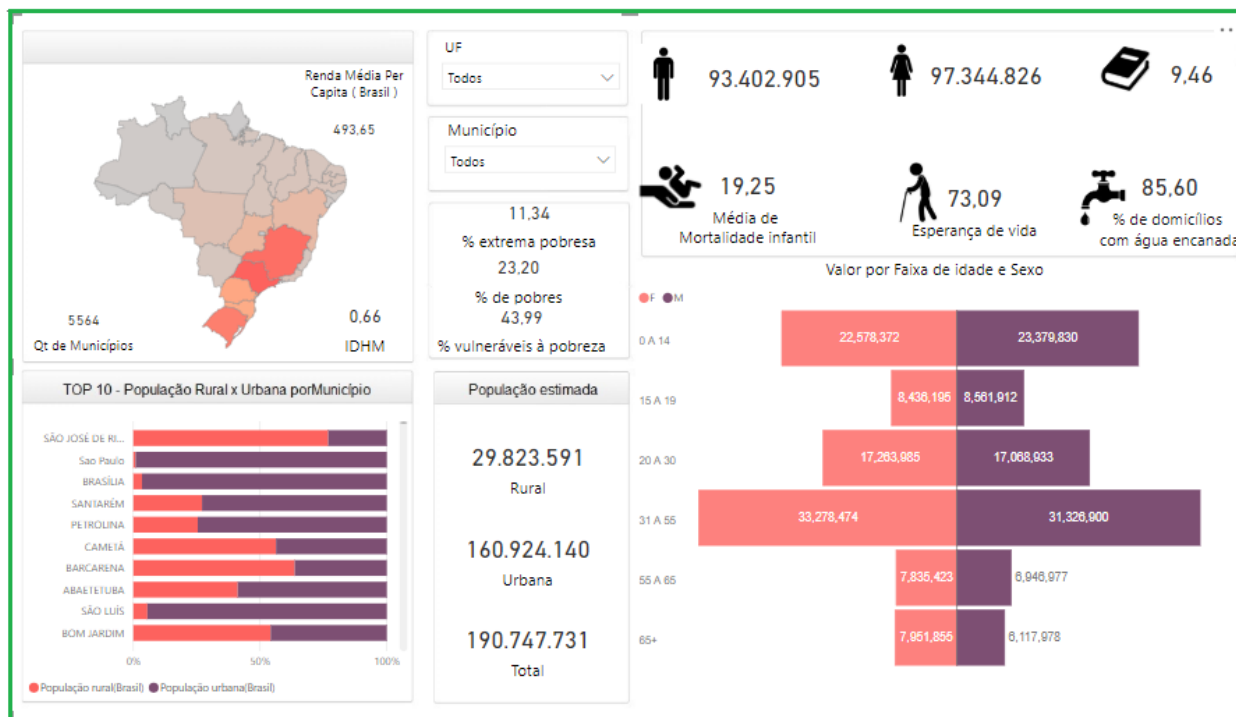 Renda Média Per
Capita ( Brasil )
493,65
5564
Qt de Municípios
0,66
IDHM
UF
Todos
Município
Todos
11,34
% extrema pobresa
23,20
% de pobres
43,99
% vulneráveis à pobreza
93.402.905
97.344.826
9,46
19,25
Média de
Mortalidade infantil
73,09
Esperança de vida
85,60
% de domicílios
com água encanada
TOP 10 - População Rural x Urbana porMunicípio
SÃO JOSÉ DE RI...
Sao Paulo
BRASÍLIA
SANTARÉM
PETROLINA
CAMETÁ
BARCARENA
ABAETETUBA
SÃO LUÍS
BOM JARDIM
0% 50% 100%
População rural(Brasil) População urbana(Brasil)
População estimada
29.823.591
Rural
160.924.140
Urbana
190.747.731
Total
Valor por Faixa de idade e Sexo
F M
0 A 14 22,578,372 23,379,830
15 A 19 8,436,195 8,561,912
20 A 30 17,263,985 17,068,933
31 A 55 33,278,474 31,326,900
55 A 65 7,835,423 6,946,977
65+ 7,951,855 6,117,978